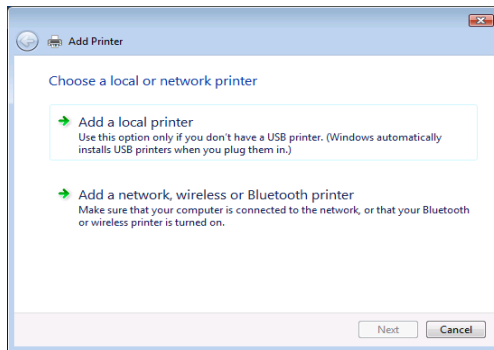 Add Printer
Choose a local or network printer
Add a local printer
Use this option only if you don't have a USB printer. (Windows automatically
installs USB printers when you plug them in.)
Add a network, wireless or Bluetooth printer
Make sure that your computer is connected to the network, or that your Bluetooth
or wireless printer is turned on.
Next Cancel